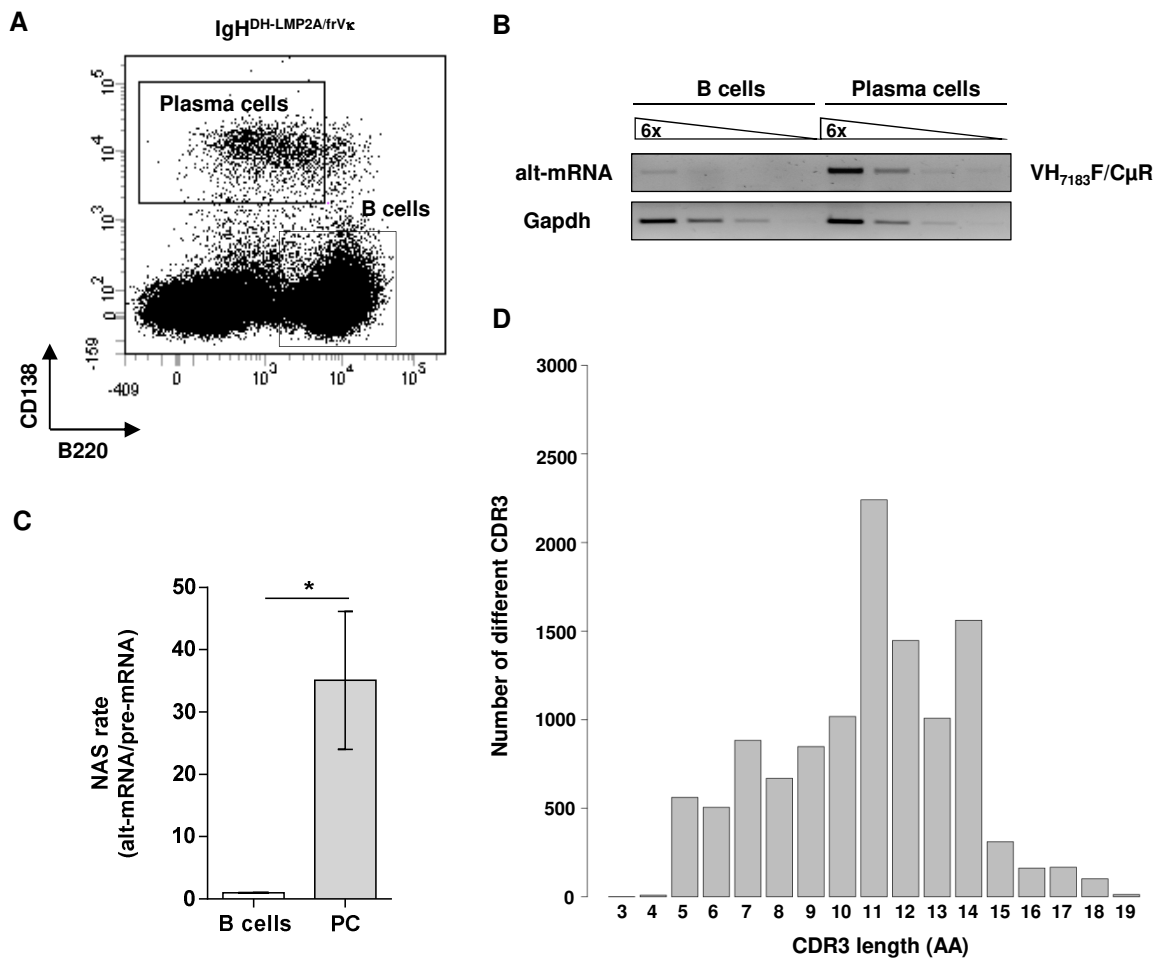 A
IgH^DH-LMP2A/frVκ
10^5
10^4
10^3
10^2
0
-159
Plasma cells
B cells
-409
0
10^3
10^4
10^5
CD138
B220
B
B cells
Plasma cells
6x
6x
alt-mRNA
VH7183F/CµR
Gapdh
C
50
40
30
20
10
0
*
NAS rate
(alt-mRNA/pre-mRNA)
B cells
PC
D
3000
2500
2000
1500
1000
500
0
Number of different CDR3
3 4 5 6 7 8 9 10 11 12 13 14 15 16 17 18 19
CDR3 length (AA)